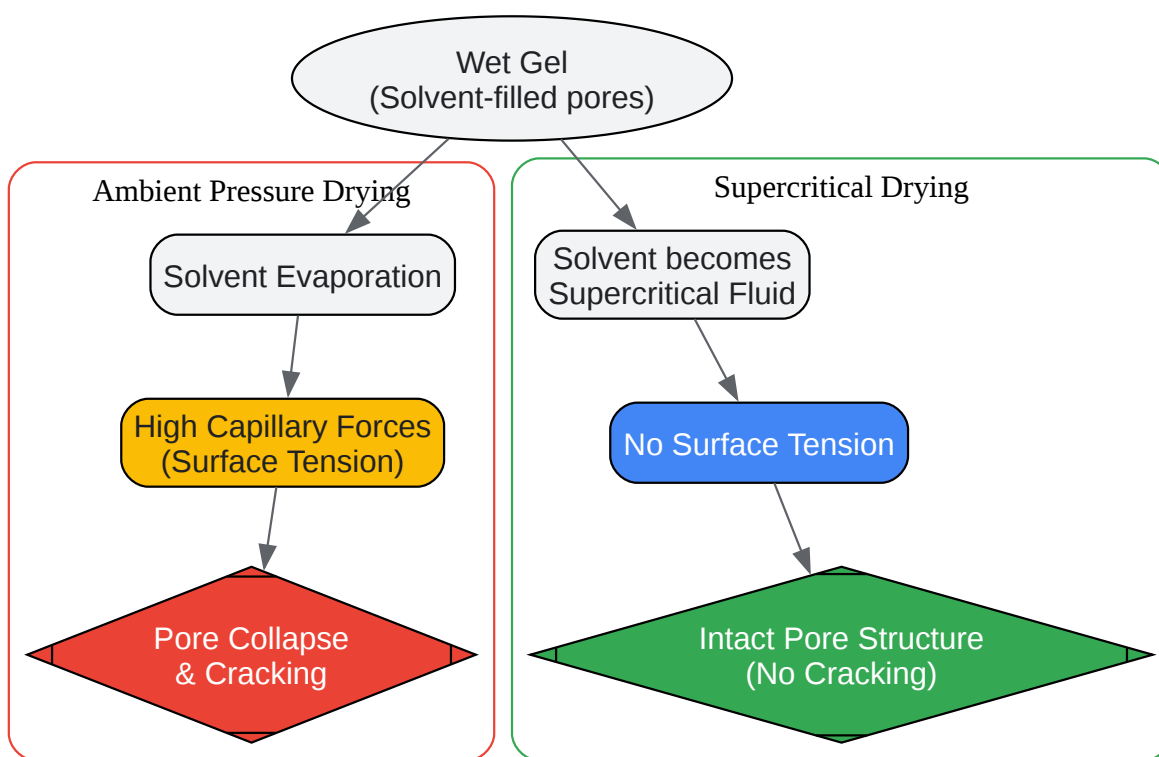 Wet Gel
(Solvent-filled pores)
Ambient Pressure Drying
Solvent Evaporation
High Capillary Forces
(Surface Tension)
Pore Collapse
& Cracking
Supercritical Drying
Solvent becomes
Supercritical Fluid
No Surface Tension
Intact Pore Structure
(No Cracking)